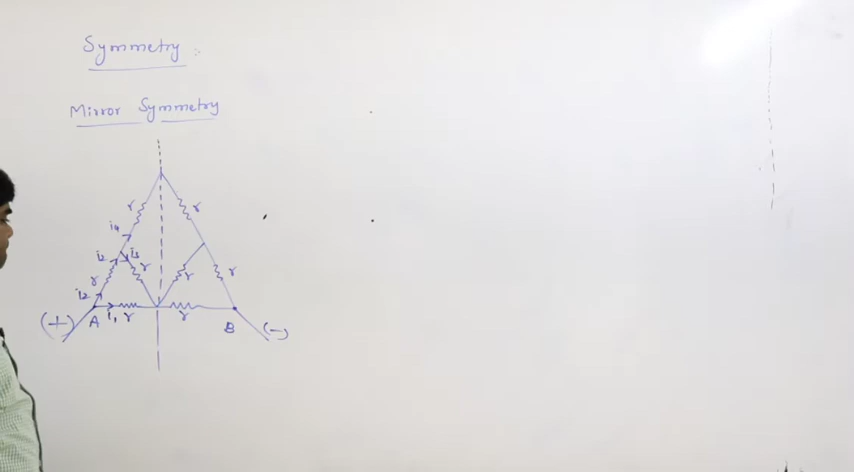 Symmetry :
Mirror Symmetry
r r
i4
i2 i3
r r r r
i2
(+) A i1 r r B (-)